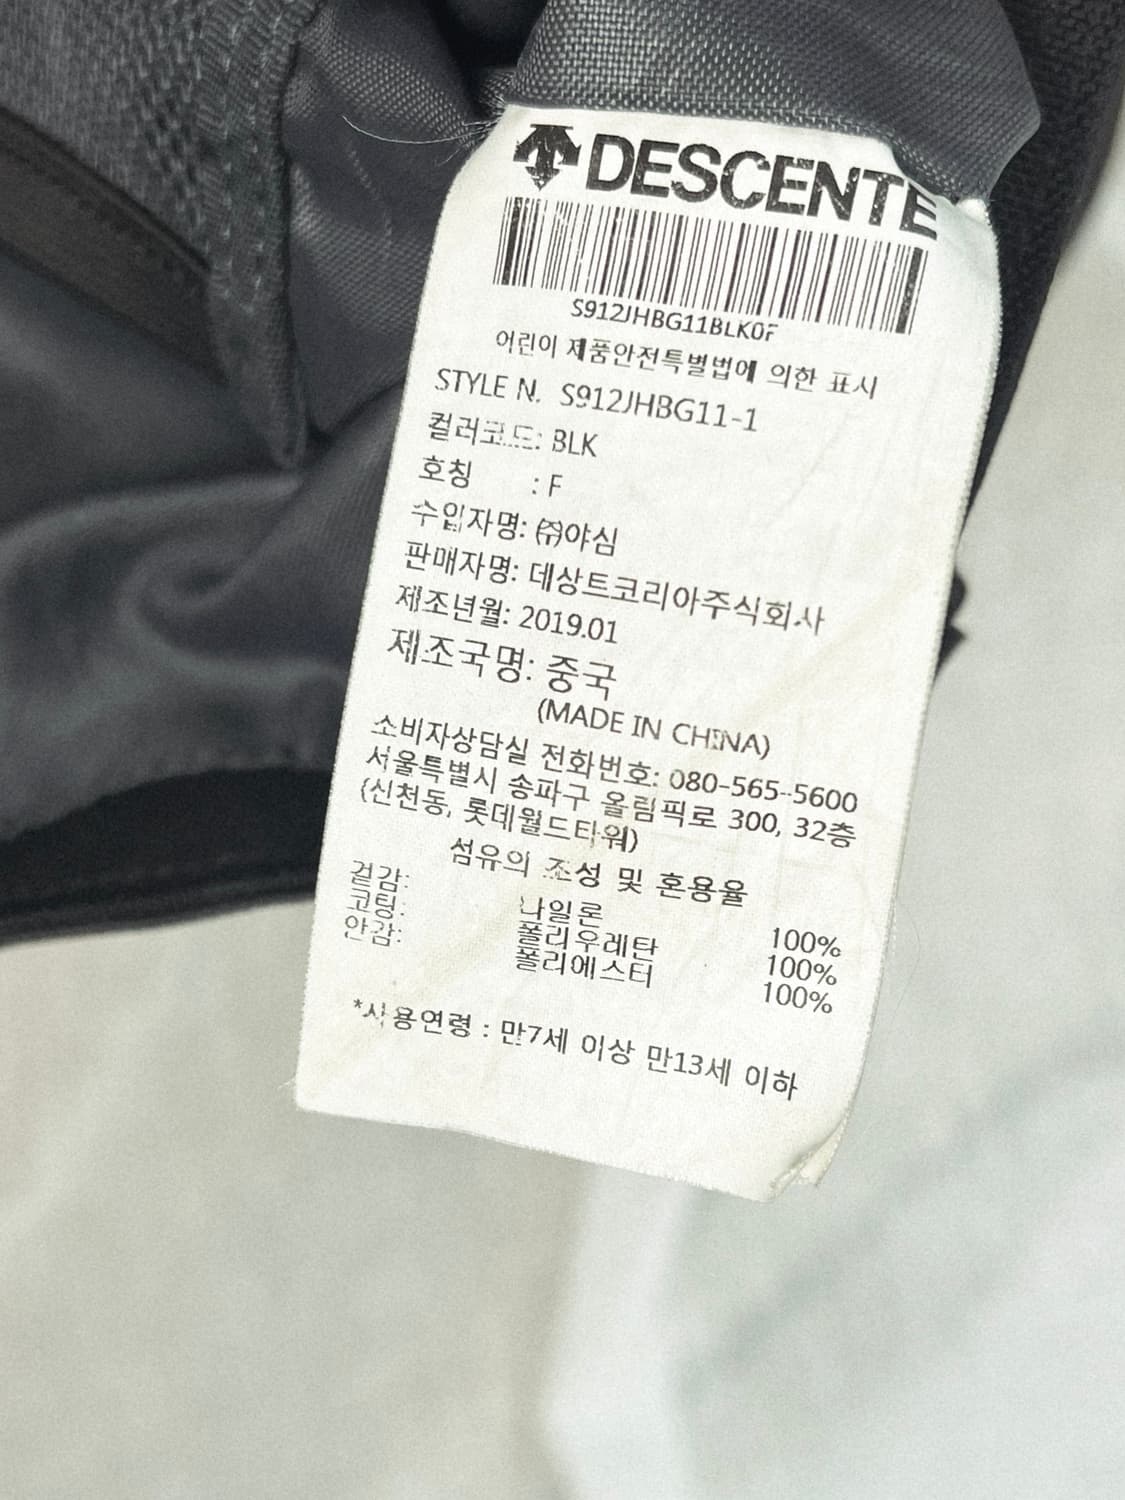 DESCENTE
S912JHBG11BLK0F
어린이 제품안전특별법에 의한 표시
STYLE N. S912JHBG11-1
컬러코드: BLK
호칭 : F
수입자명: ㈜야심
판매자명: 데상트코리아주식회사
제조년월: 2019.01
제조국명: 중국
(MADE IN CHINA)
소비자상담실 전화번호: 080-565-5600
서울특별시 송파구 올림픽로 300, 32층
(신천동, 롯데월드타워)
섬유의 조성 및 혼용율
겉감: 나일론 100%
코팅: 폴리우레탄 100%
안감: 폴리에스터 100%
*사용연령 : 만7세 이상 만13세 이하